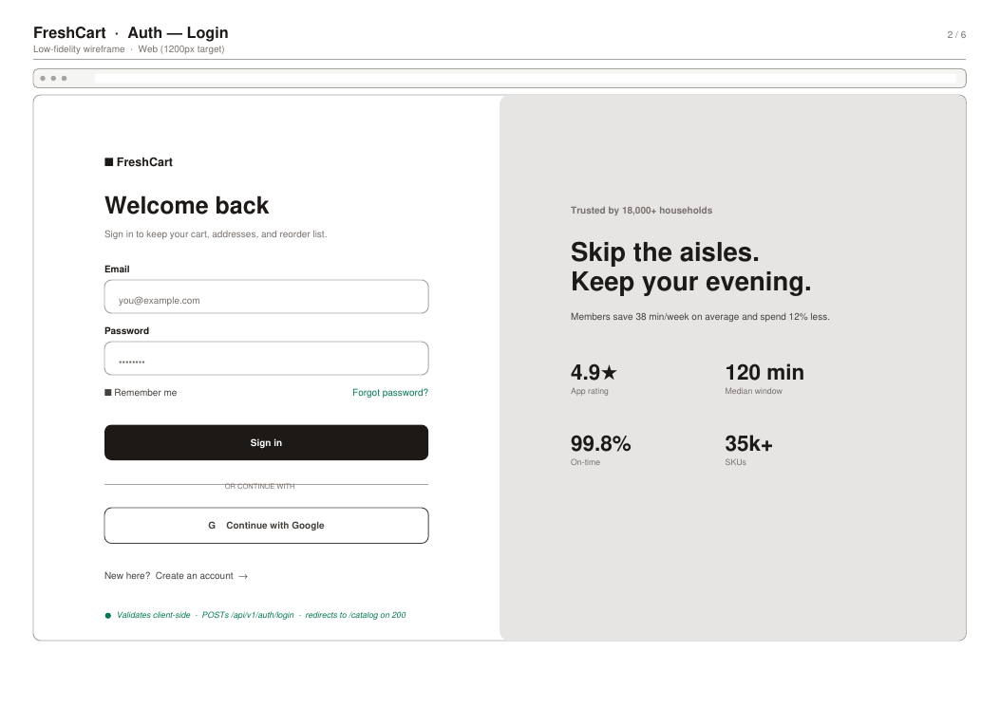 FreshCart · Auth — Login
2 / 6
Low-fidelity wireframe · Web (1200px target)
FreshCart
Welcome back
Sign in to keep your cart, addresses, and reorder list.
Email
you@example.com
Password
••••••••
Remember me
Forgot password?
Sign in
OR CONTINUE WITH
G Continue with Google
New here? Create an account →
● Validates client-side · POSTs /api/v1/auth/login · redirects to /catalog on 200
Trusted by 18,000+ households
Skip the aisles.
Keep your evening.
Members save 38 min/week on average and spend 12% less.
4.9★
App rating
120 min
Median window
99.8%
On-time
35k+
SKUs